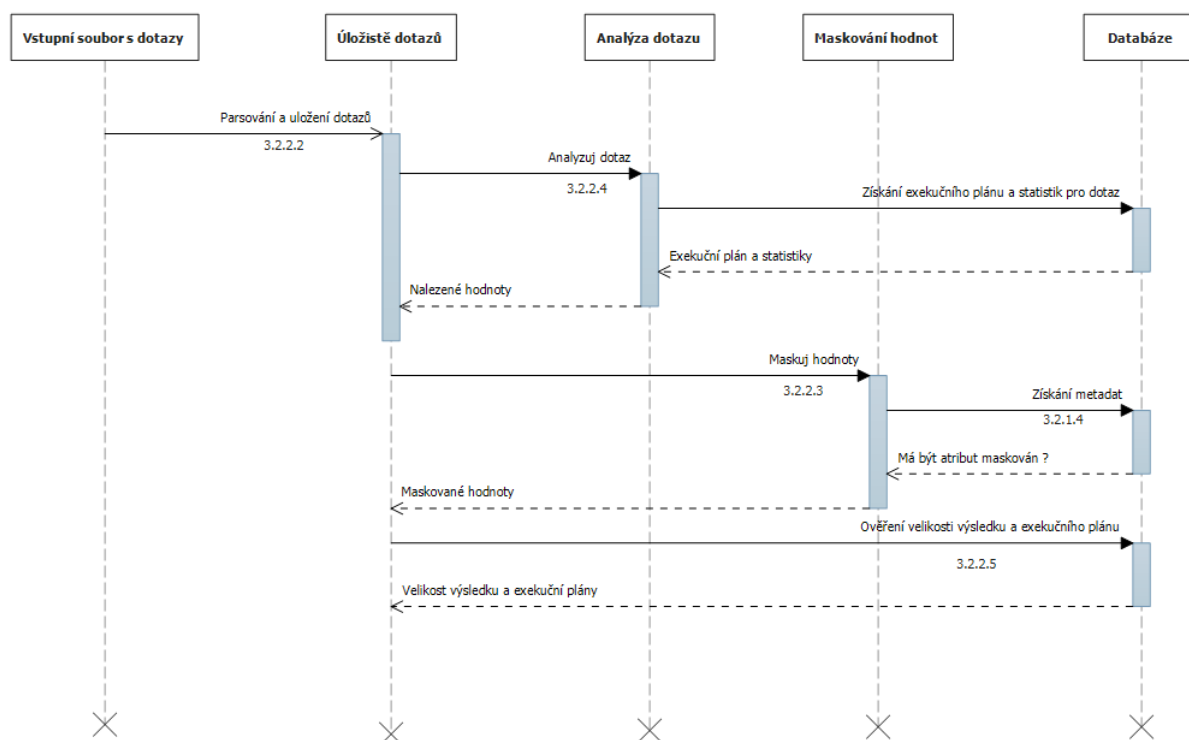 Vstupní soubor s dotazy
Úložistě dotazů
Analýza dotazu
Maskování hodnot
Databáze
Parsování a uložení dotazů
3.2.2.2
Analyzuj dotaz
3.2.2.4
Získání exekučního plánu a statistik pro dotaz
Exekuční plán a statistiky
Nalezené hodnoty
Maskuj hodnoty
3.2.2.3
Získání metadat
3.2.1.4
Má být atribut maskován ?
Maskované hodnoty
Ověření velikosti výsledku a exekučního plánu
3.2.2.5
Velikost výsledku a exekuční plány